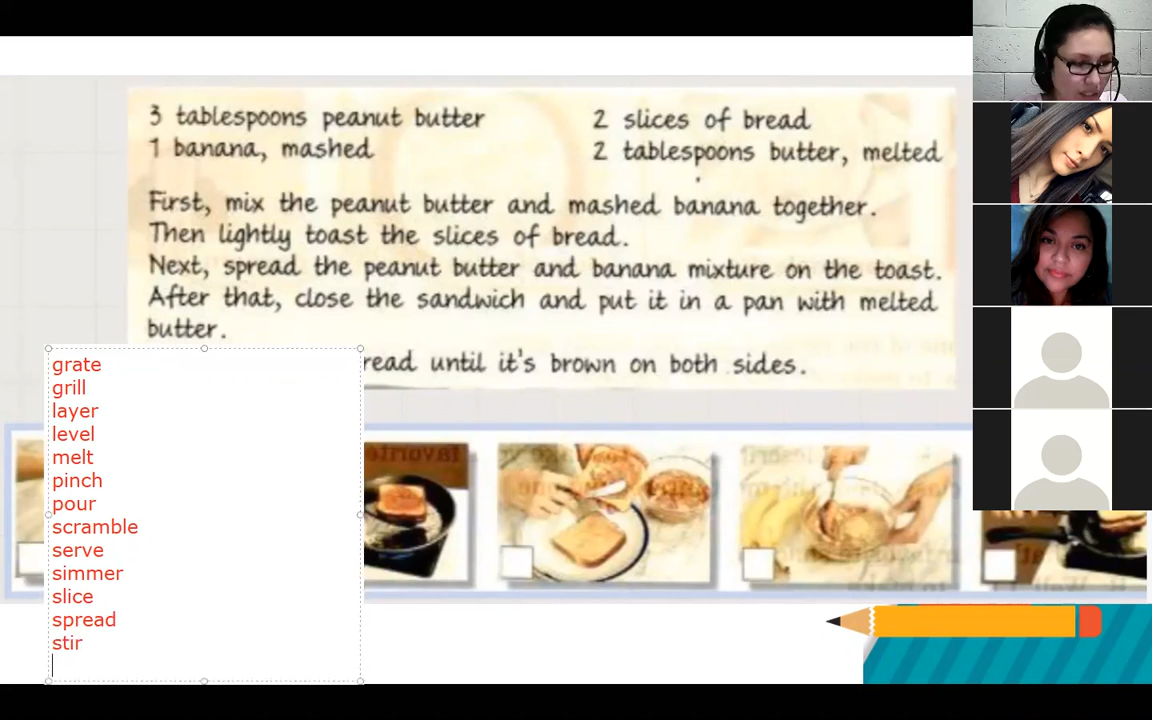 3 tablespoons peanut butter
2 slices of bread
1 banana, mashed
2 tablespoons butter, melted
First, mix the peanut butter and mashed banana together.
Then lightly toast the slices of bread.
Next, spread the peanut butter and banana mixture on the toast.
After that, close the sandwich and put it in a pan with melted
butter.
read until it's brown on both sides.
grate
grill
layer
level
melt
pinch
pour
scramble
serve
simmer
slice
spread
stir